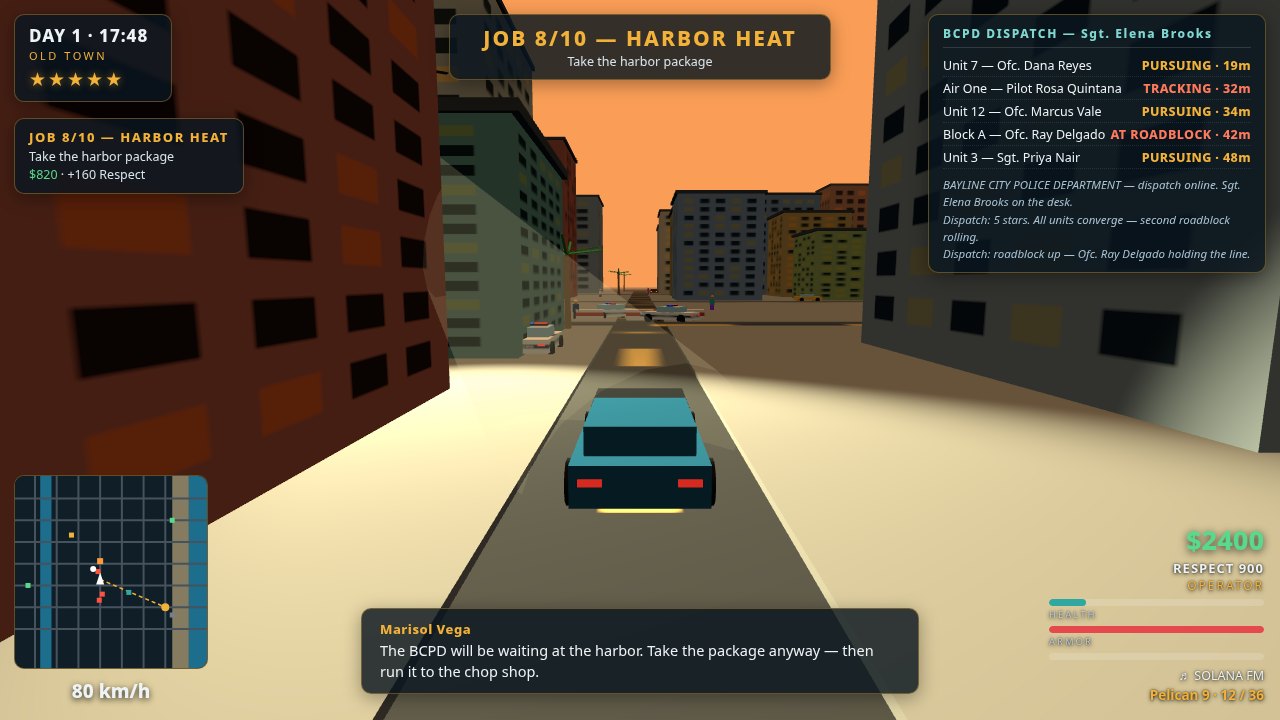 DAY 1 · 17:48
OLD TOWN
★★★★★
JOB 8/10 — HARBOR HEAT
Take the harbor package
$820 · +160 Respect
JOB 8/10 — HARBOR HEAT
Take the harbor package
BCPD DISPATCH — Sgt. Elena Brooks
Unit 7 — Ofc. Dana Reyes PURSUING · 19m
Air One — Pilot Rosa Quintana TRACKING · 32m
Unit 12 — Ofc. Marcus Vale PURSUING · 34m
Block A — Ofc. Ray Delgado AT ROADBLOCK · 42m
Unit 3 — Sgt. Priya Nair PURSUING · 48m
BAYLINE CITY POLICE DEPARTMENT — dispatch online. Sgt.
Elena Brooks on the desk.
Dispatch: 5 stars. All units converge — second roadblock
rolling.
Dispatch: roadblock up — Ofc. Ray Delgado holding the line.
80 km/h
Marisol Vega
The BCPD will be waiting at the harbor. Take the package anyway — then
run it to the chop shop.
$2400
RESPECT 900
OPERATOR
HEALTH
ARMOR
♬ SOLANA FM
Pelican 9 · 12 / 36